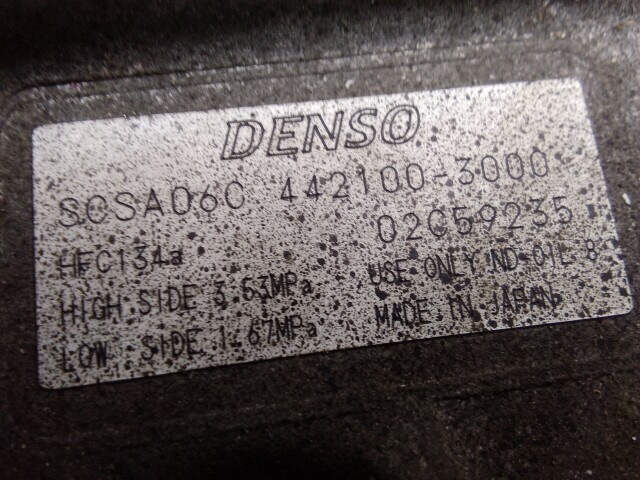 DENSO
SCSA06C 442100-3000
02C59235
HFC134a
USE ONLY ND-OIL 8
HIGH SIDE 3.53MPa
MADE IN JAPAN
LOW SIDE 1.67MPa